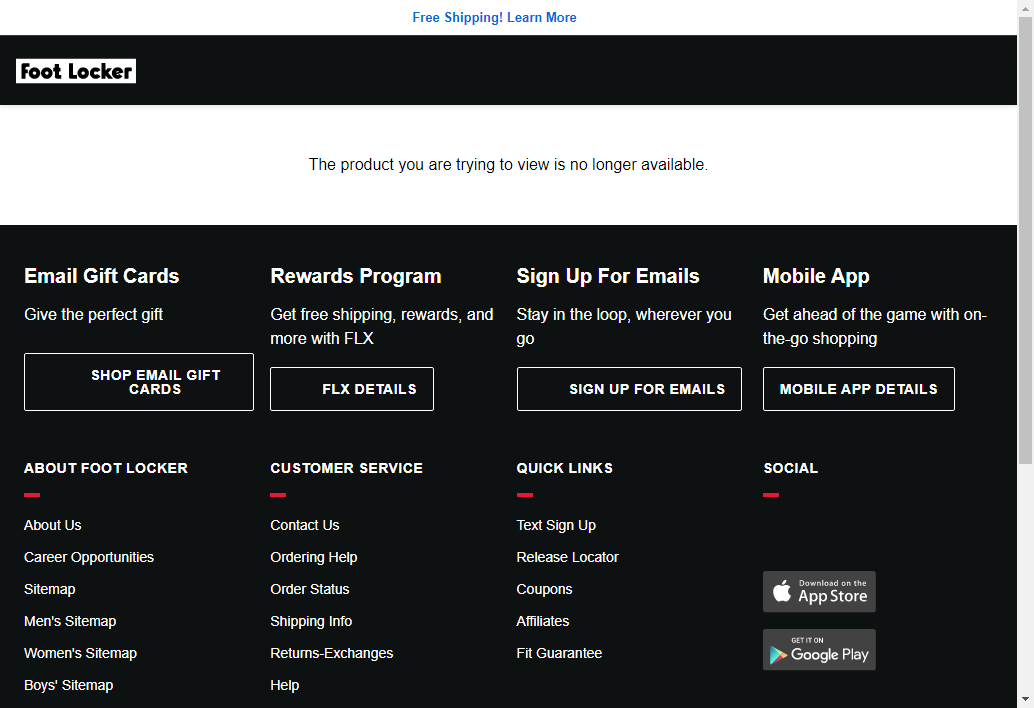 Free Shipping! Learn More
Foot Locker
The product you are trying to view is no longer available.
Email Gift Cards
Give the perfect gift
SHOP EMAIL GIFT
CARDS
Rewards Program
Get free shipping, rewards, and
more with FLX
FLX DETAILS
Sign Up For Emails
Stay in the loop, wherever you
go
SIGN UP FOR EMAILS
Mobile App
Get ahead of the game with on-
the-go shopping
MOBILE APP DETAILS
ABOUT FOOT LOCKER
About Us
Career Opportunities
Sitemap
Men's Sitemap
Women's Sitemap
Boys' Sitemap
CUSTOMER SERVICE
Contact Us
Ordering Help
Order Status
Shipping Info
Returns-Exchanges
Help
QUICK LINKS
Text Sign Up
Release Locator
Coupons
Affiliates
Fit Guarantee
SOCIAL
Download on the
App Store
GET IT ON
Google Play